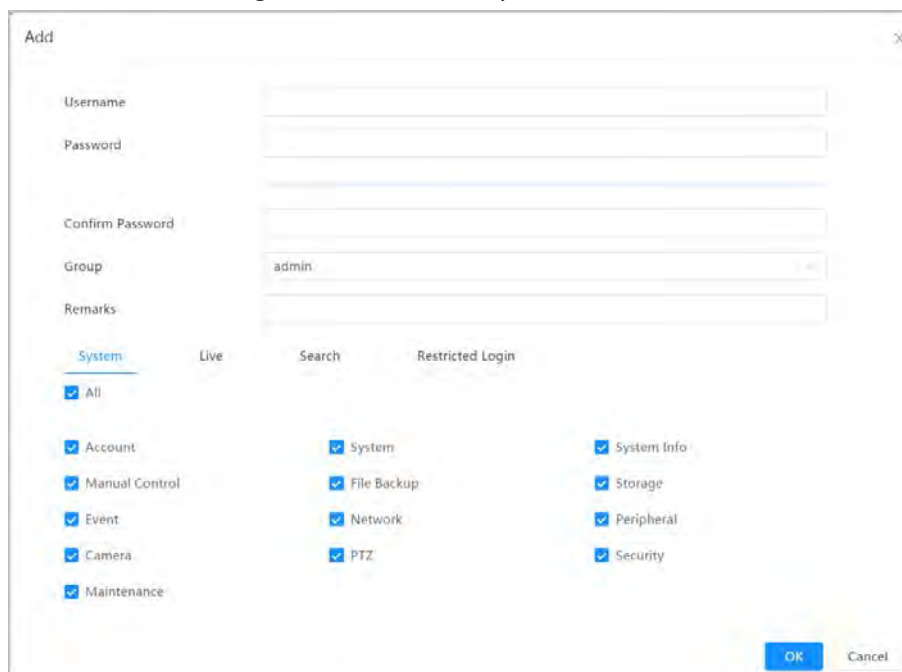 Add
Username
Password
Confirm Password
Group admin
Remarks
System Live Search Restricted Login
All
Account System System Info
Manual Control File Backup Storage
Event Network Peripheral
Camera PTZ Security
Maintenance
OK Cancel